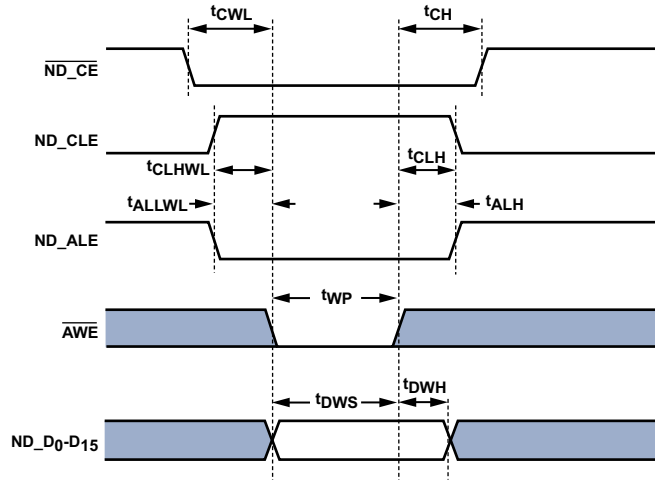 tCWL tCH
ND_CE
ND_CLE
tCLHWL tCLH
tALLWL tALH
ND_ALE
tWP
AWE
tDWS tDWH
ND_D0-D15